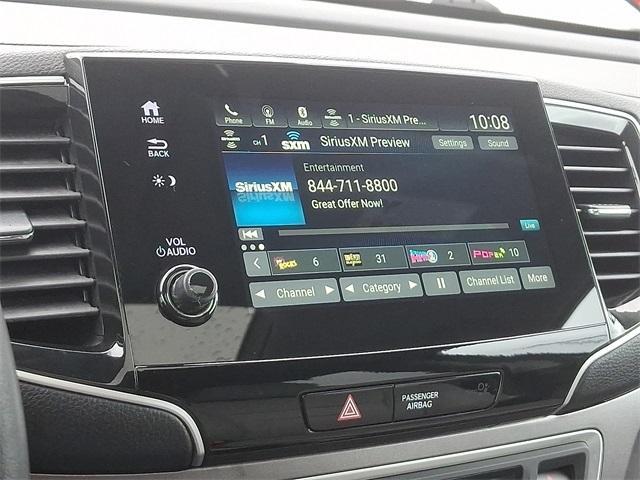 HOME
BACK
VOL
AUDIO
Phone FM Audio 1 - SiriusXM Pre... 10:08
CH 1 sxm SiriusXM Preview Settings Sound
SiriusXM
Entertainment
844-711-8800
Great Offer Now!
Live
6 31 2 10
Channel Category Channel List More
PASSENGER
AIRBAG